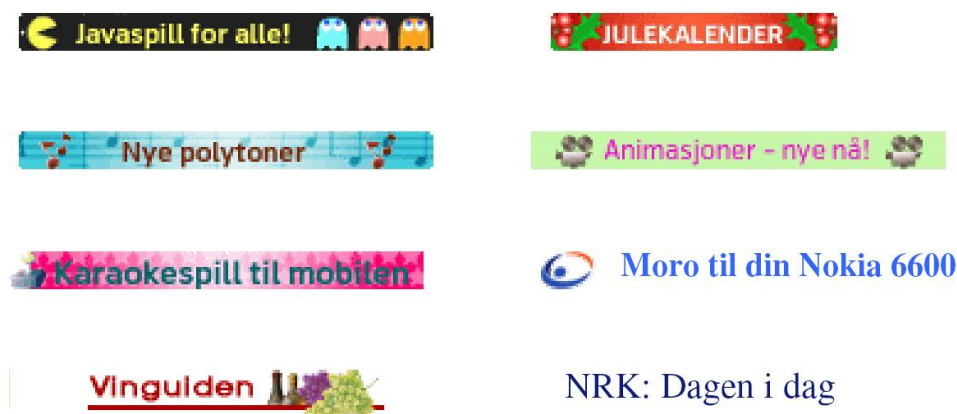 Javaspill for alle!
JULEKALENDER
Nye polytoner
Animasjoner - nye nå!
Karaokespill til mobilen
Moro til din Nokia 6600
Vinguiden
NRK: Dagen i dag